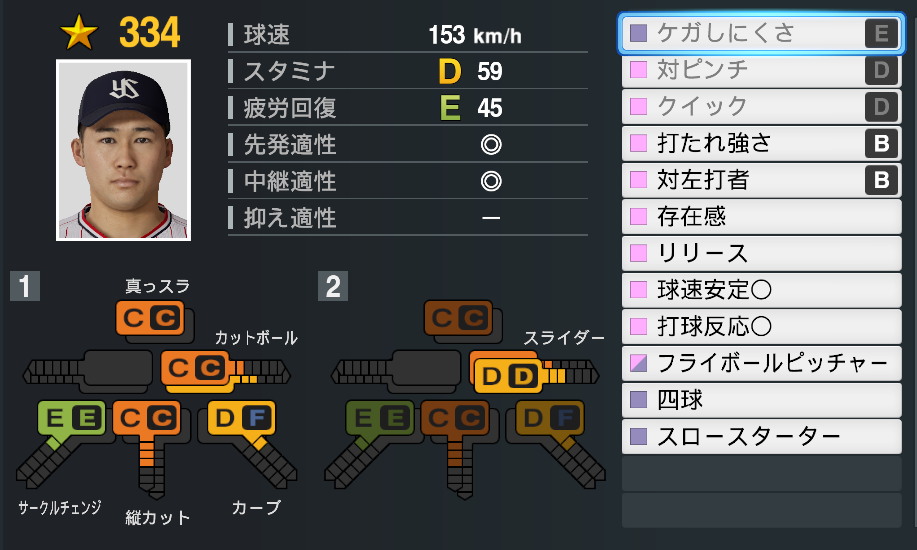 334
YS
球速 153 km/h
スタミナ D 59
疲労回復 E 45
先発適性 ◎
中継適性 ◎
抑え適性 －
ケガしにくさ E
対ピンチ D
クイック D
打たれ強さ B
対左打者 B
存在感
リリース
球速安定〇
打球反応〇
フライボールピッチャー
四球
スロースターター
1
真っスラ
C C
カットボール
C C
E E
C C
D F
サークルチェンジ
縦カット
カーブ
2
C C
スライダー
D D
E E
C C
D F